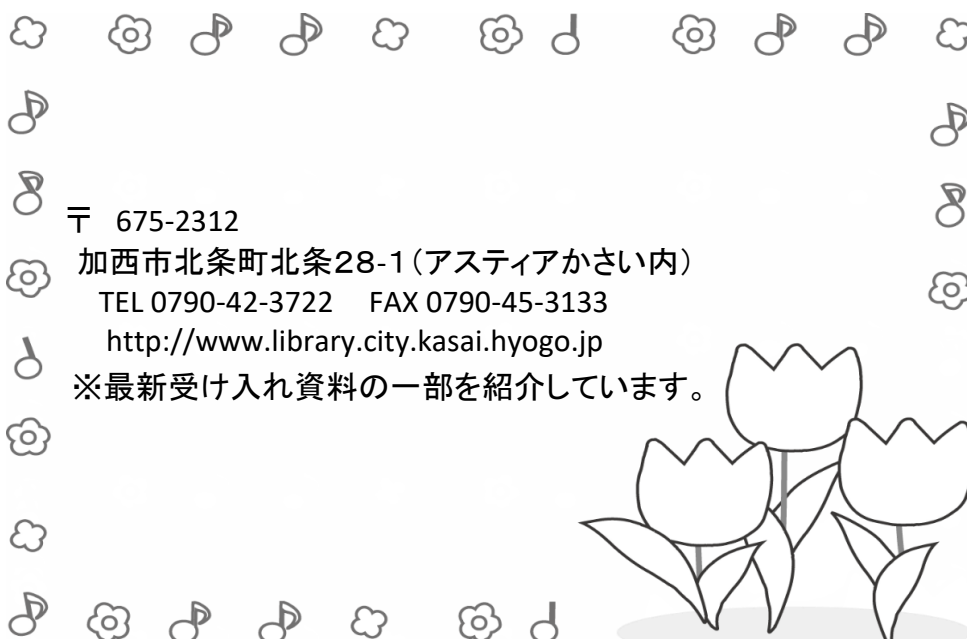 〒 675-2312
加西市北条町北条２８-１（アスティアかさい内）
TEL 0790-42-3722 FAX 0790-45-3133
http://www.library.city.kasai.hyogo.jp
※最新受け入れ資料の一部を紹介しています。